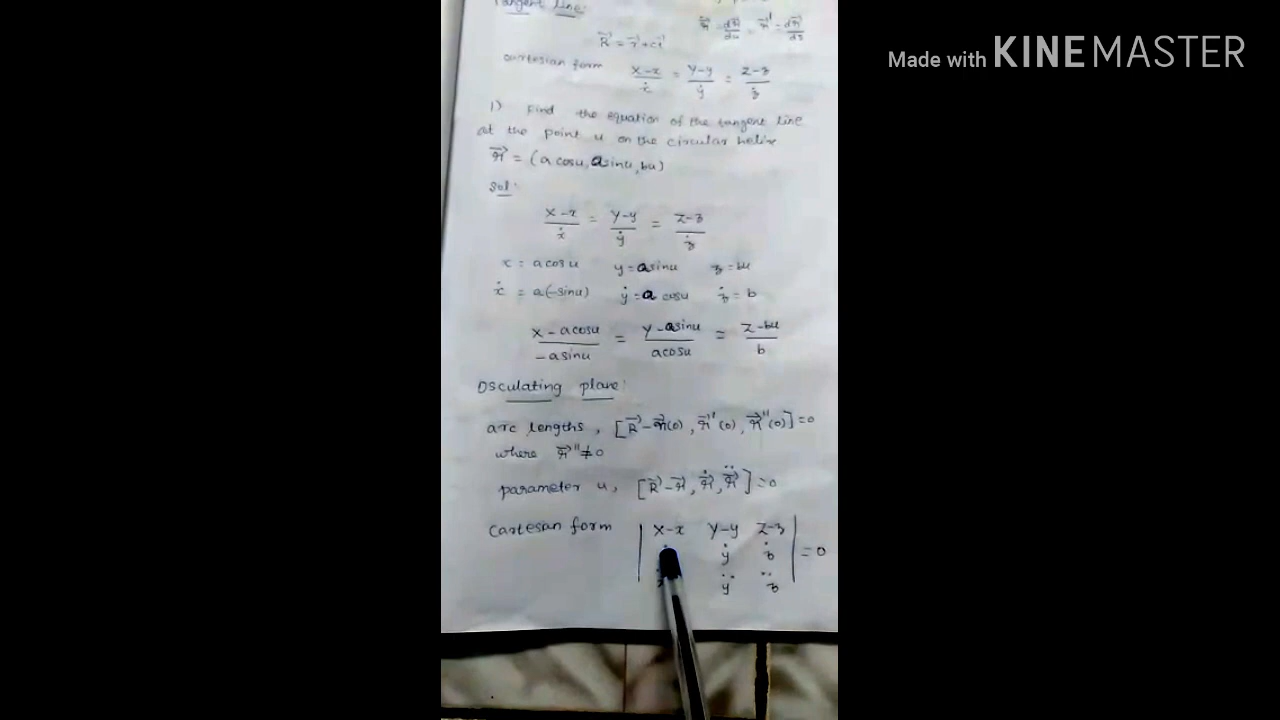 Made with KINEMASTER
Tangent line:
cartesian form X-x/ẋ = Y-y/ẏ = Z-z/ż
1) Find the equation of the tangent line
at the point u on the circular helix
r⃗ = (a cosu, a sinu, bu)
Sol:
X-x/ẋ = Y-y/ẏ = Z-z/ż
x = a cos u y = a sinu z = bu
ẋ = a(-sinu) ẏ = a cosu ż = b
X - a cosu/-a sinu = Y - a sinu/a cosu = Z - bu/b
Osculating plane:
arc lengths, [R⃗ - r⃗(0), r⃗'(0), r⃗''(0)] = 0
where r⃗'' ≠ 0
parameter u, [R⃗ - r⃗, ṙ⃗, r̈⃗] = 0
Cartesan form | X-x Y-y Z-z |
ẏ ż = 0
ÿ z̈